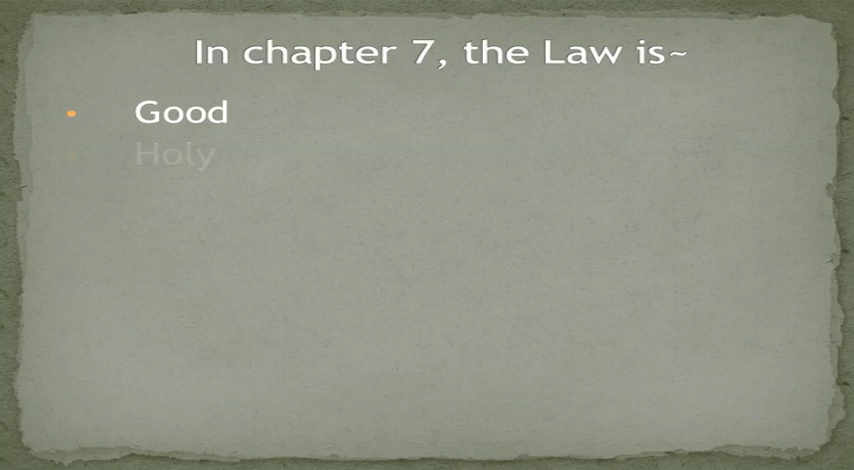 In chapter 7, the Law is~
• Good
• Holy